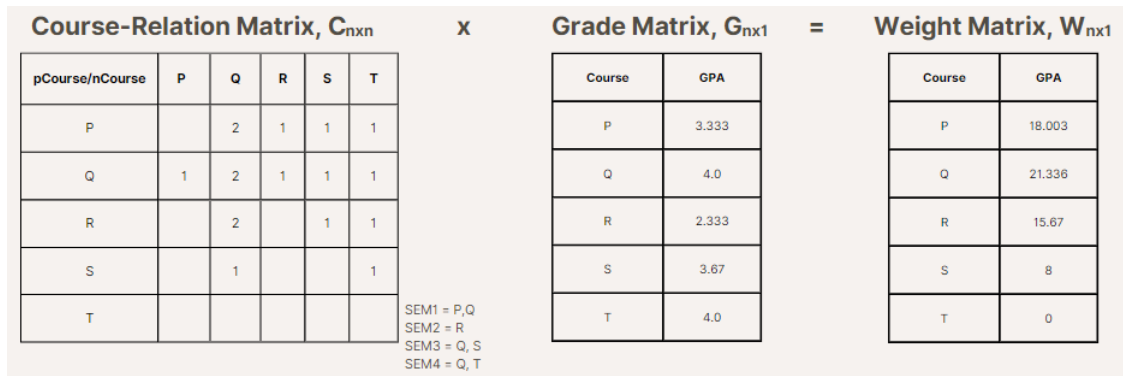 Course-Relation Matrix, Cnxn x Grade Matrix, Gnx1 = Weight Matrix, Wnx1
pCourse/nCourse P Q R S T
P 2 1 1 1
Q 1 2 1 1 1
R 2 1 1
S 1 1
T
SEM1 = P,Q
SEM2 = R
SEM3 = Q, S
SEM4 = Q, T
Course GPA
P 3.333
Q 4.0
R 2.333
S 3.67
T 4.0
Course GPA
P 18.003
Q 21.336
R 15.67
S 8
T 0